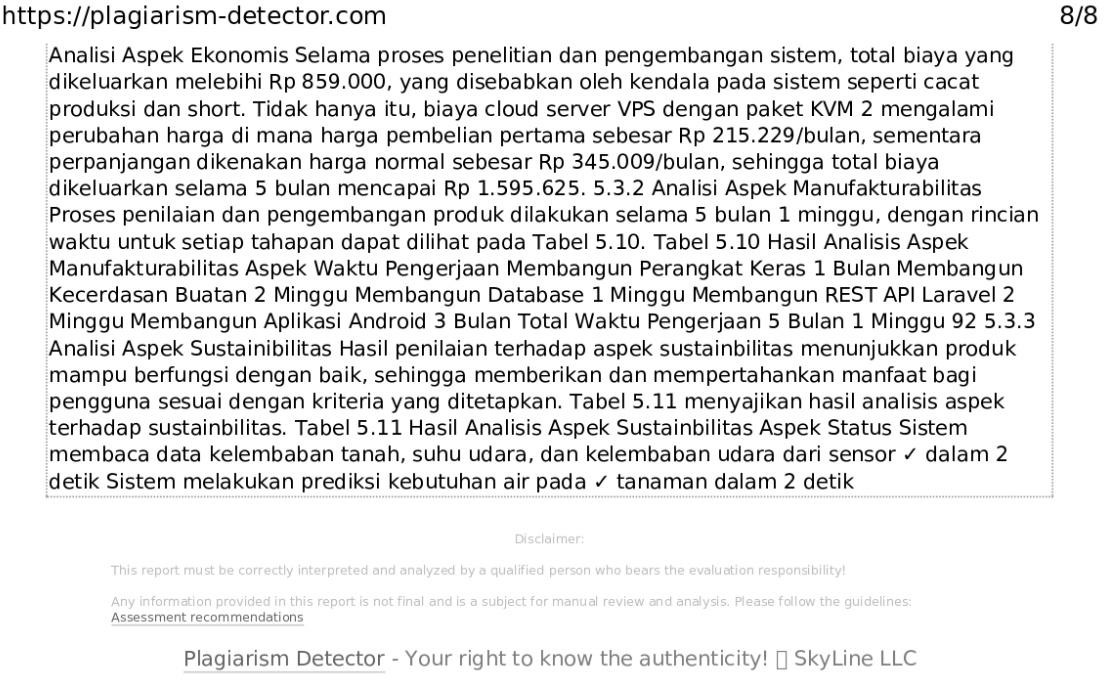 https://plagiarism-detector.com 8/8
Analisi Aspek Ekonomis Selama proses penelitian dan pengembangan sistem, total biaya yang
dikeluarkan melebihi Rp 859.000, yang disebabkan oleh kendala pada sistem seperti cacat
produksi dan short. Tidak hanya itu, biaya cloud server VPS dengan paket KVM 2 mengalami
perubahan harga di mana harga pembelian pertama sebesar Rp 215.229/bulan, sementara
perpanjangan dikenakan harga normal sebesar Rp 345.009/bulan, sehingga total biaya
dikeluarkan selama 5 bulan mencapai Rp 1.595.625. 5.3.2 Analisi Aspek Manufakturabilitas
Proses penilaian dan pengembangan produk dilakukan selama 5 bulan 1 minggu, dengan rincian
waktu untuk setiap tahapan dapat dilihat pada Tabel 5.10. Tabel 5.10 Hasil Analisis Aspek
Manufakturabilitas Aspek Waktu Pengerjaan Membangun Perangkat Keras 1 Bulan Membangun
Kecerdasan Buatan 2 Minggu Membangun Database 1 Minggu Membangun REST API Laravel 2
Minggu Membangun Aplikasi Android 3 Bulan Total Waktu Pengerjaan 5 Bulan 1 Minggu 92 5.3.3
Analisi Aspek Sustainibilitas Hasil penilaian terhadap aspek sustainbilitas menunjukkan produk
mampu berfungsi dengan baik, sehingga memberikan dan mempertahankan manfaat bagi
pengguna sesuai dengan kriteria yang ditetapkan. Tabel 5.11 menyajikan hasil analisis aspek
terhadap sustainbilitas. Tabel 5.11 Hasil Analisis Aspek Sustainbilitas Aspek Status Sistem
membaca data kelembaban tanah, suhu udara, dan kelembaban udara dari sensor ✓ dalam 2
detik Sistem melakukan prediksi kebutuhan air pada ✓ tanaman dalam 2 detik
Disclaimer:
This report must be correctly interpreted and analyzed by a qualified person who bears the evaluation responsibility!
Any information provided in this report is not final and is a subject for manual review and analysis. Please follow the guidelines:
Assessment recommendations
Plagiarism Detector - Your right to know the authenticity! ▯ SkyLine LLC